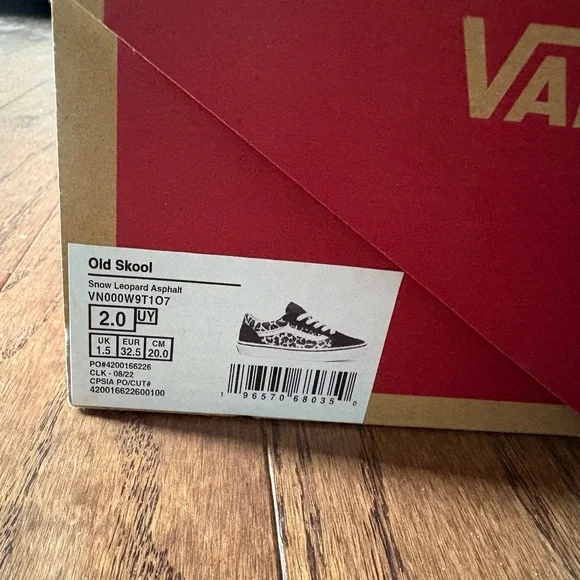 VA
Old Skool
Snow Leopard Asphalt
VN000W9T1O7
2.0 UY
UK EUR CM
1.5 32.5 20.0
PO#4200166226
CLK - 08/22
CPSIA PO/CUT#
420016622600100
1 96570 68035 0